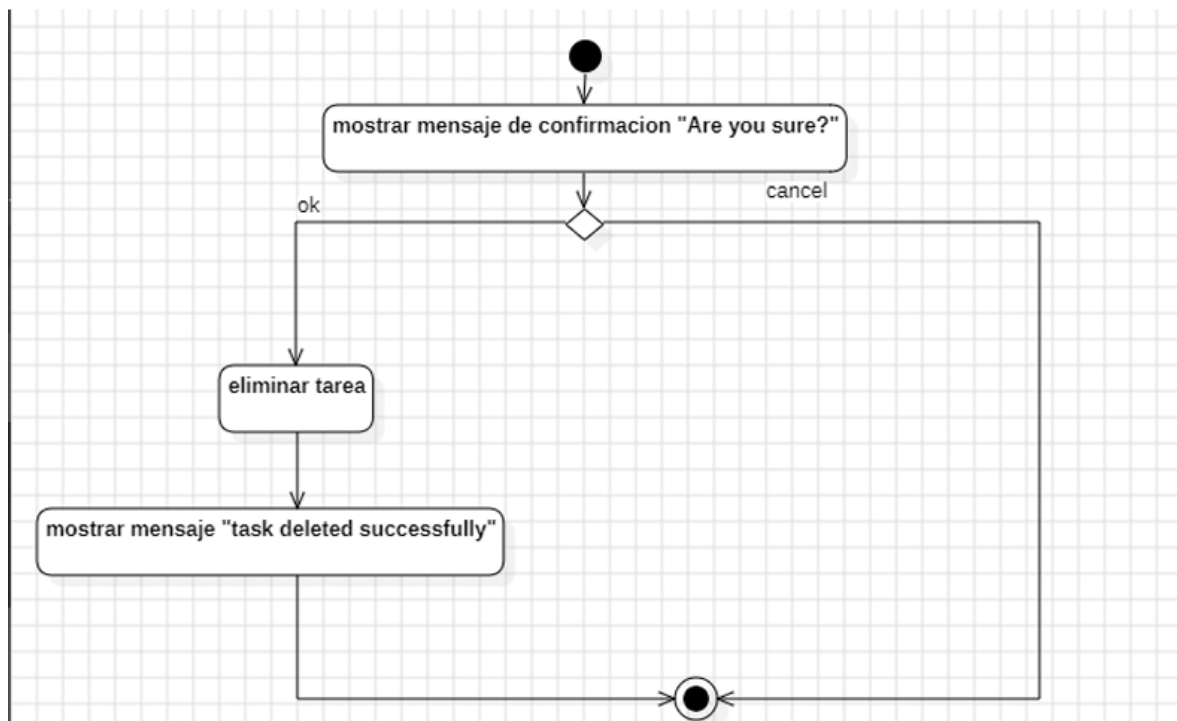 mostrar mensaje de confirmacion "Are you sure?"
cancel
ok
eliminar tarea
mostrar mensaje "task deleted successfully"